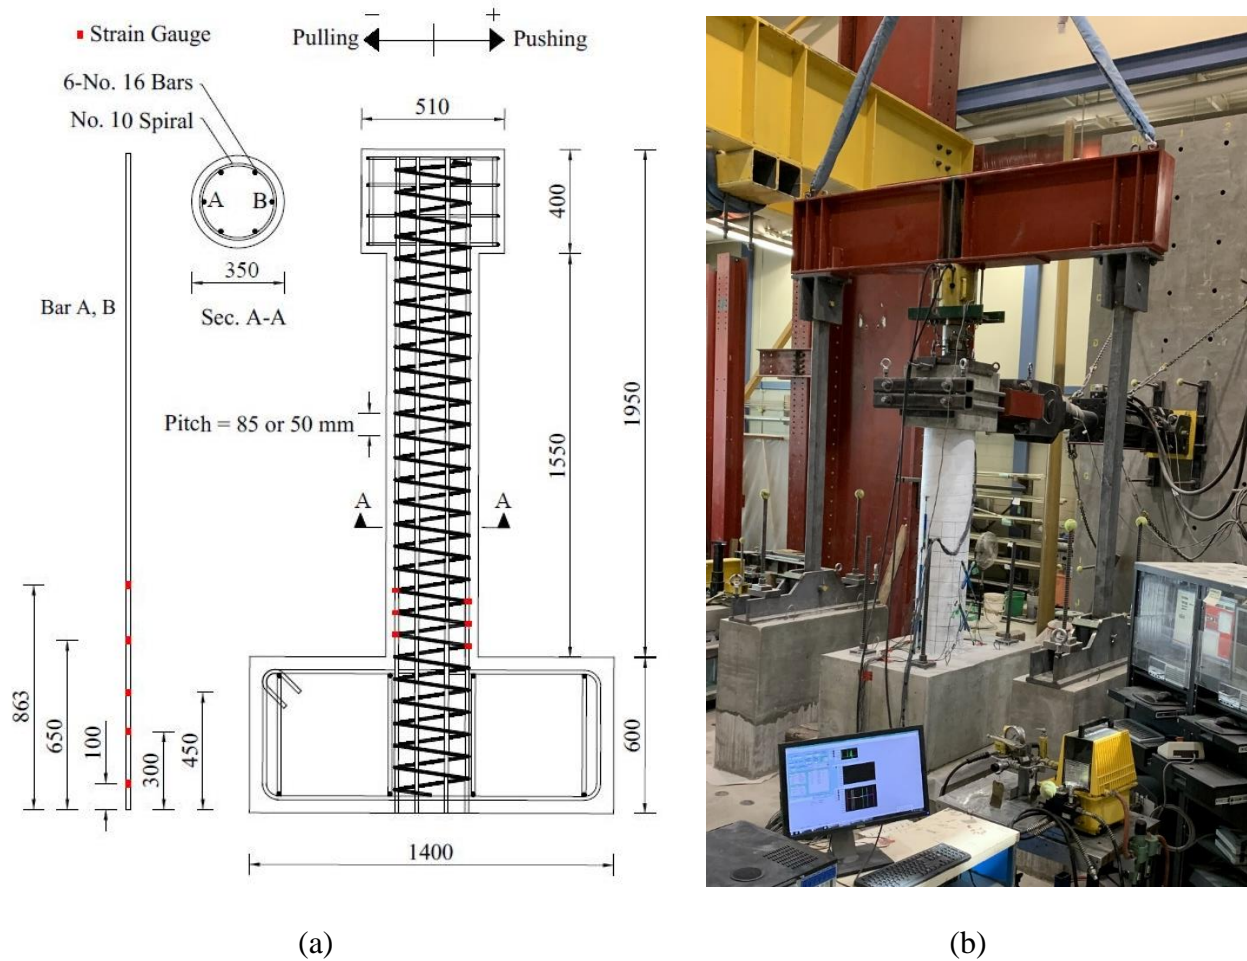 − +
Strain Gauge
Pulling Pushing
6-No. 16 Bars
No. 10 Spiral
510
A B
400
350
Sec. A-A
Bar A, B
1950
Pitch = 85 or 50 mm
1550
A A
863
650
100
300
450
600
1400
(a) (b)